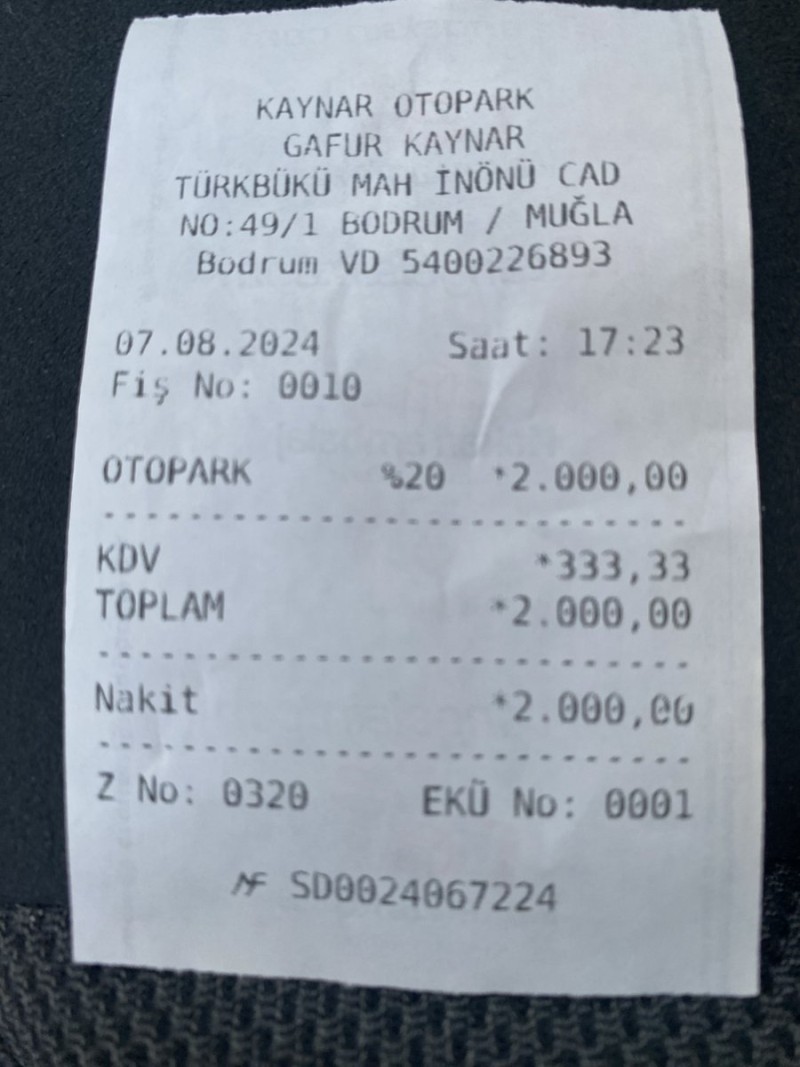 KAYNAR OTOPARK
GAFUR KAYNAR
TÜRKBÜKÜ MAH İNÖNÜ CAD
NO:49/1 BODRUM / MUĞLA
Bodrum VD 5400226893
07.08.2024 Saat: 17:23
Fiş No: 0010
OTOPARK %20 *2.000,00
KDV *333,33
TOPLAM *2.000,00
Nakit *2.000,00
Z No: 0320 EKÜ No: 0001
MF SD0024067224